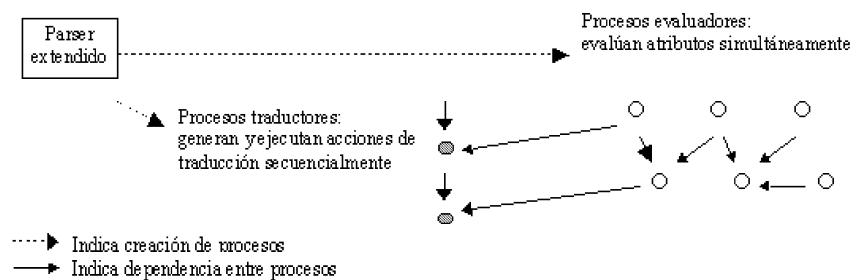 Parser
extendido
Procesos evaluadores:
evalúan atributos simultáneamente
Procesos traductores:
generan y ejecutan acciones de
traducción secuencialmente
Indica creación de procesos
Indica dependencia entre procesos